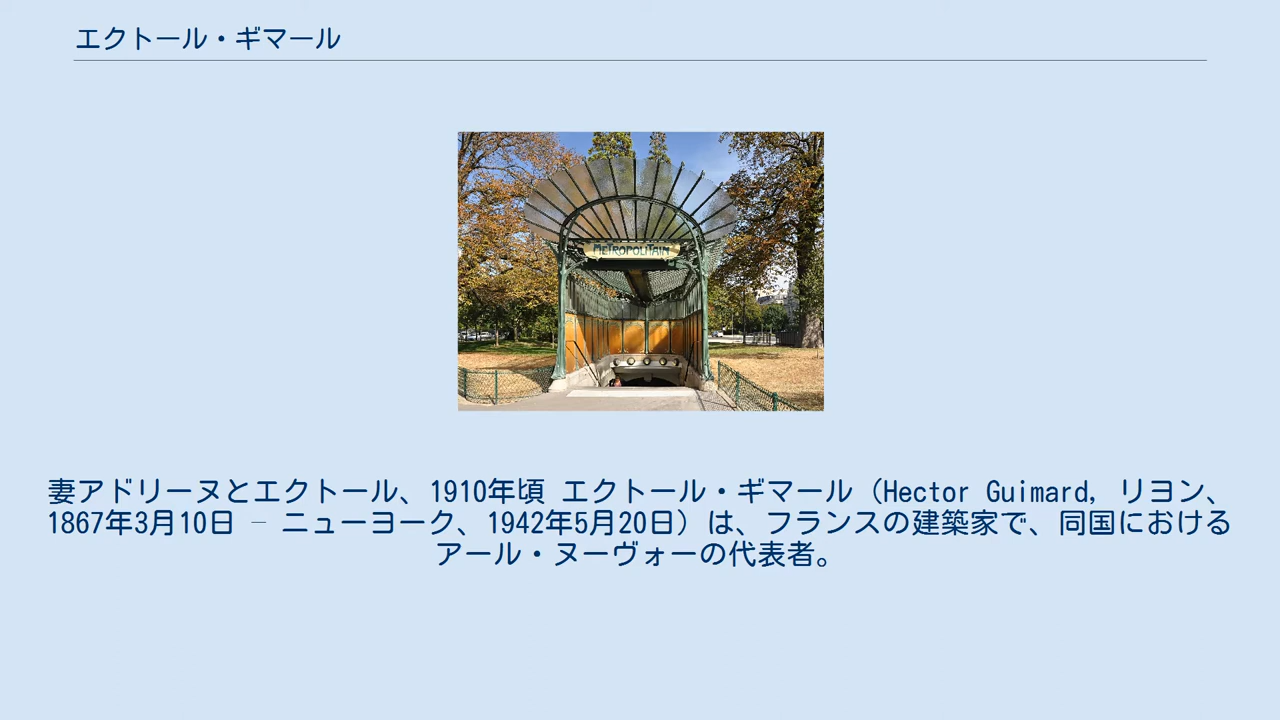 エクトール・ギマール
METROPOLITAIN
妻アドリーヌとエクトール、1910年頃 エクトール・ギマール（Hector Guimard, リヨン、
1867年3月10日 – ニューヨーク、1942年5月20日）は、フランスの建築家で、同国における
アール・ヌーヴォーの代表者。